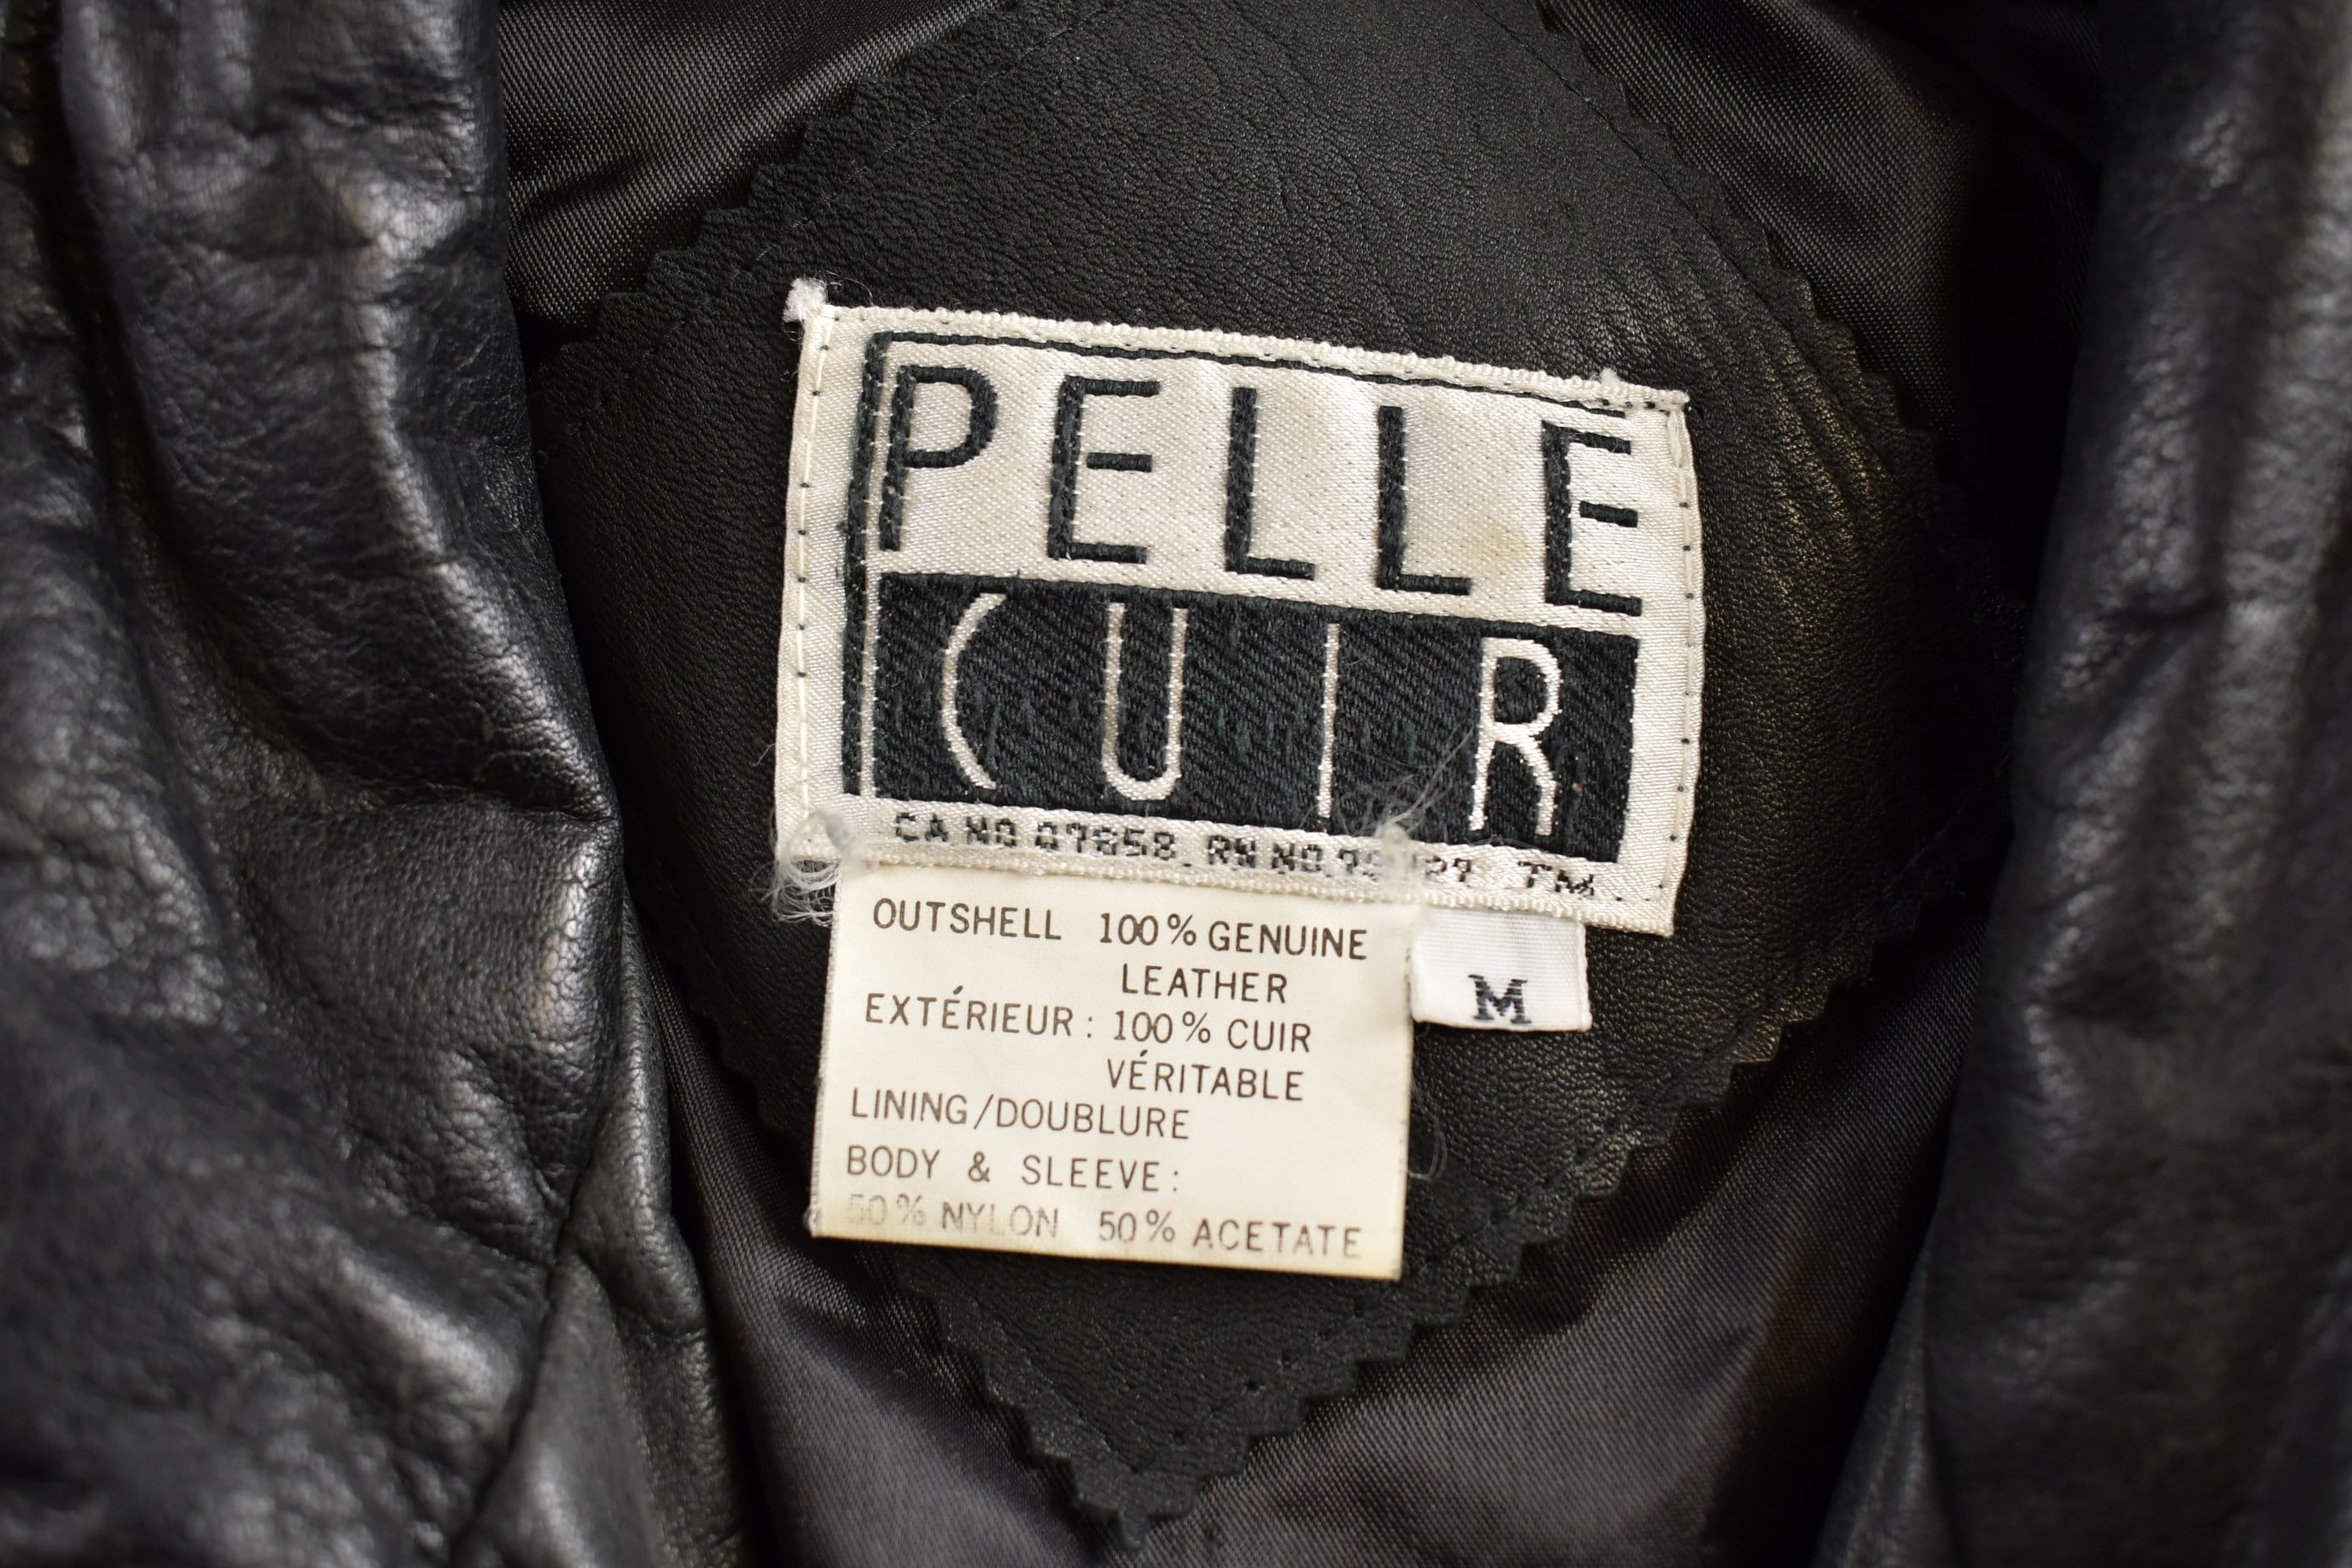 PELLE
CUIR
CA NO 07858 RN NO. TM
OUTSHELL 100% GENUINE
LEATHER
M
EXTÉRIEUR: 100% CUIR
VÉRITABLE
LINING/DOUBLURE
BODY & SLEEVE:
50% NYLON 50% ACETATE